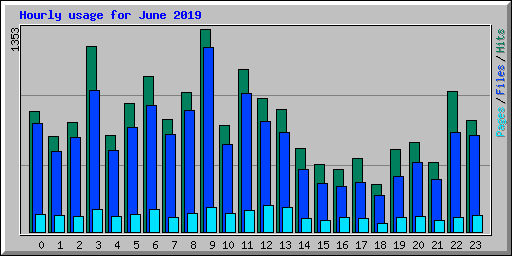 Hourly usage for June 2019
1353
Pages/Files/Hits
0 1 2 3 4 5 6 7 8 9 10 11 12 13 14 15 16 17 18 19 20 21 22 23